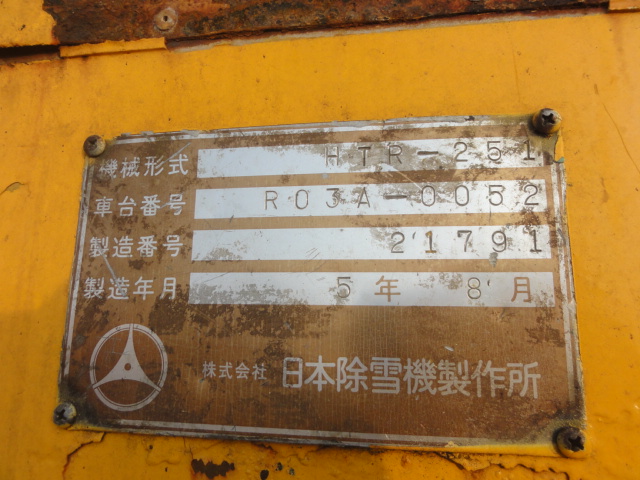 機械形式 HTR-251
車台番号 R03A-0052
製造番号 21791
製造年月 5年 8月
株式会社 日本除雪機製作所